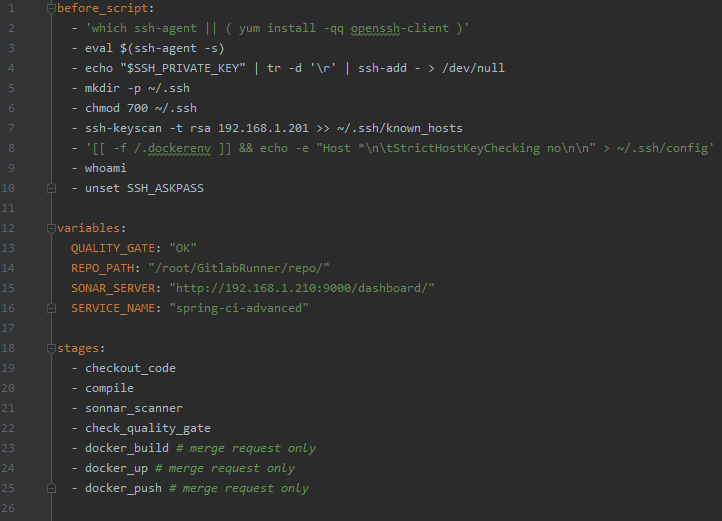 1 before_script:
2   - 'which ssh-agent || ( yum install -qq openssh-client )'
3   - eval $(ssh-agent -s)
4   - echo "$SSH_PRIVATE_KEY" | tr -d '\r' | ssh-add - > /dev/null
5   - mkdir -p ~/.ssh
6   - chmod 700 ~/.ssh
7   - ssh-keyscan -t rsa 192.168.1.201 >> ~/.ssh/known_hosts
8   - '[[ -f /.dockerenv ]] && echo -e "Host *\n\tStrictHostKeyChecking no\n\n" > ~/.ssh/config'
9   - whoami
10   - unset SSH_ASKPASS
11
12 variables:
13   QUALITY_GATE: "OK"
14   REPO_PATH: "/root/GitlabRunner/repo/"
15   SONAR_SERVER: "http://192.168.1.210:9000/dashboard/"
16   SERVICE_NAME: "spring-ci-advanced"
17
18 stages:
19   - checkout_code
20   - compile
21   - sonnar_scanner
22   - check_quality_gate
23   - docker_build # merge request only
24   - docker_up # merge request only
25   - docker_push # merge request only
26